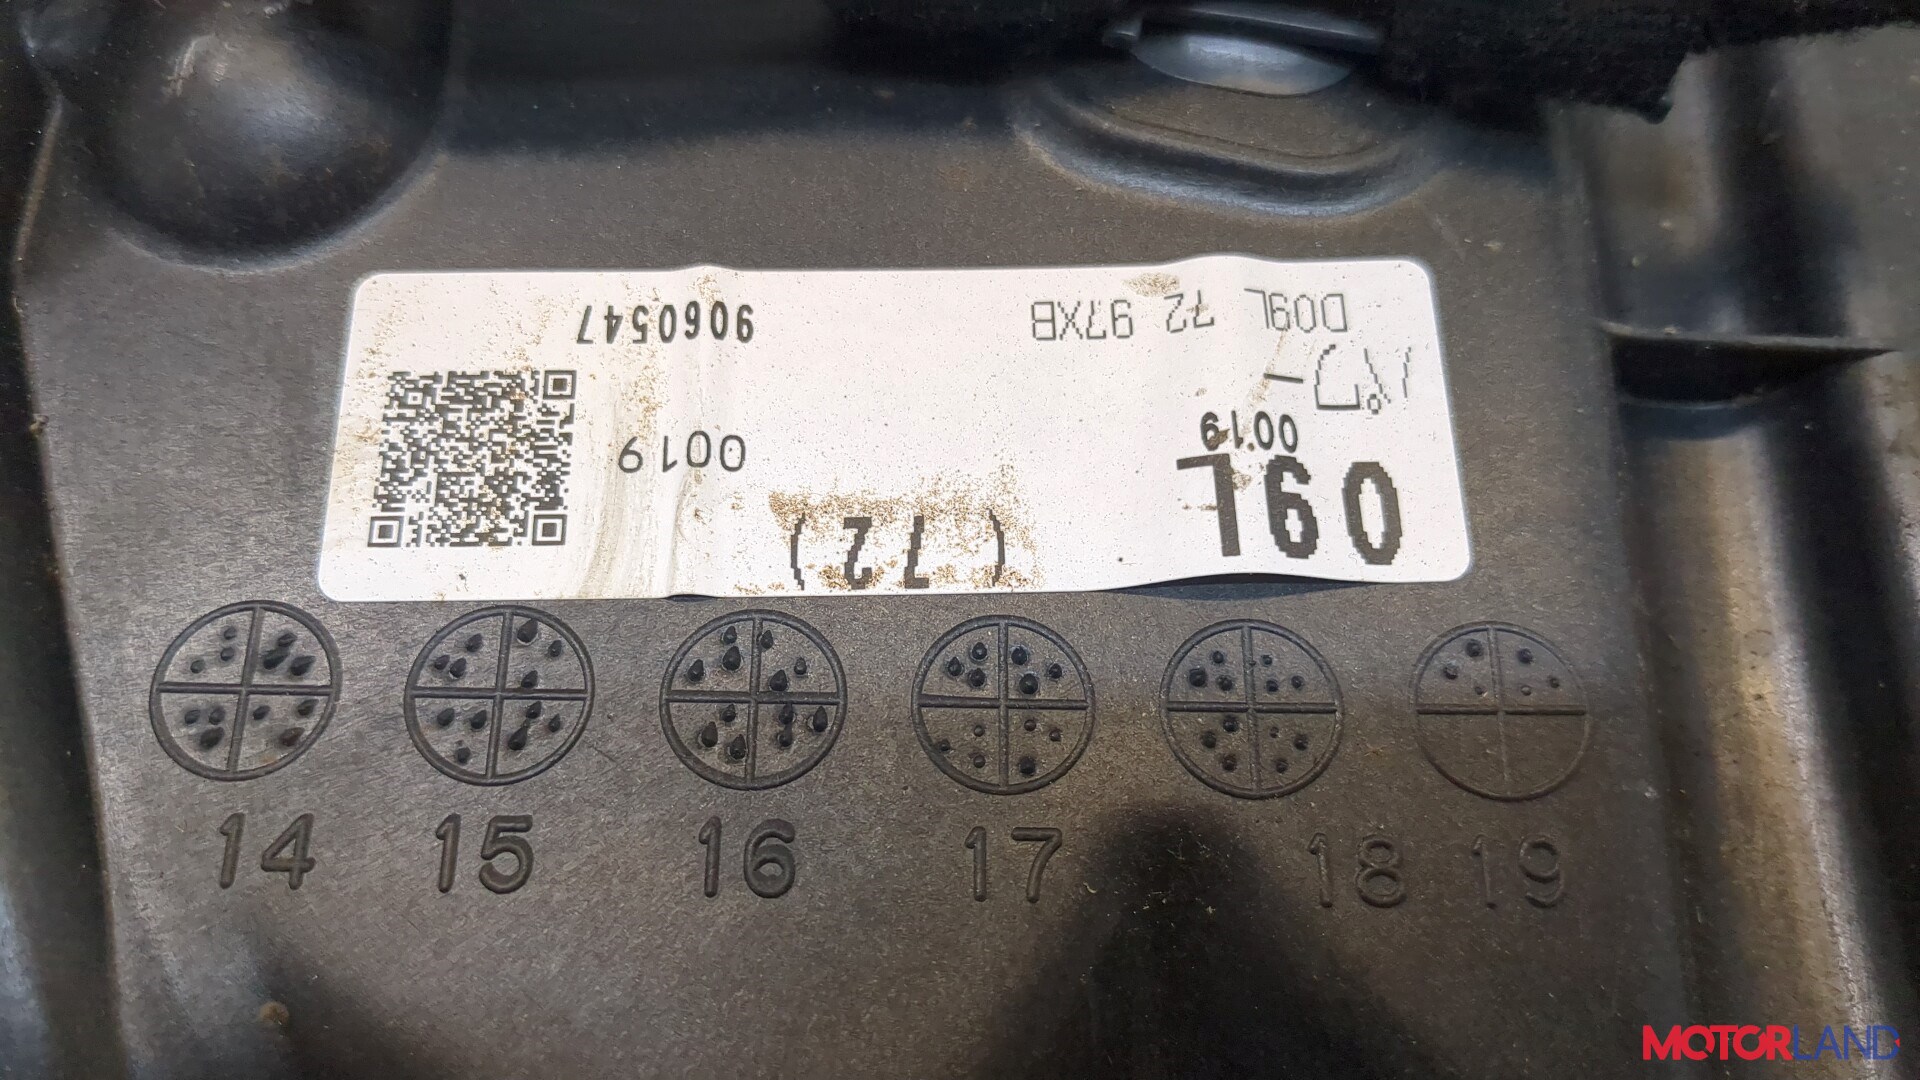 09L (72)
0019
0019
D09L 72 97XB
9060547
14 15 16 17 18 19
MOTORLAND